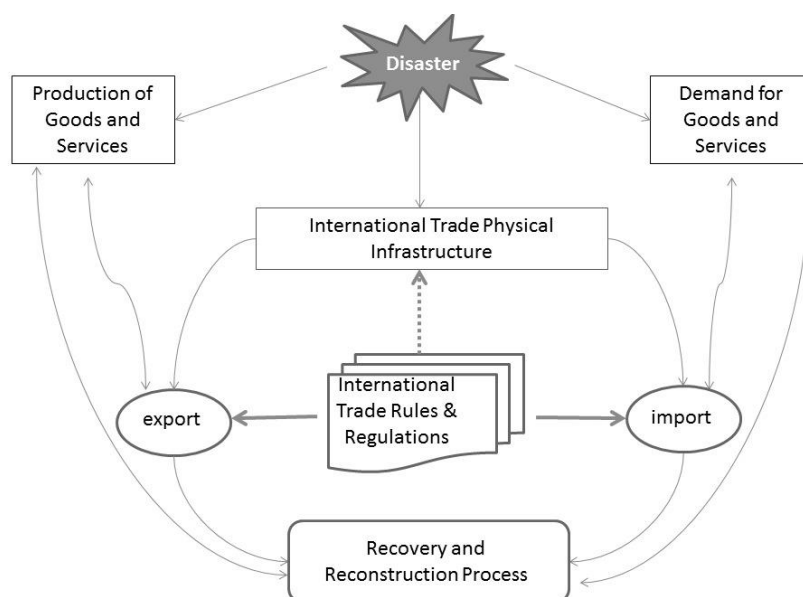 Disaster
Production of
Goods and
Services
Demand for
Goods and
Services
International Trade Physical
Infrastructure
International
Trade Rules &
Regulations
export
import
Recovery and
Reconstruction Process